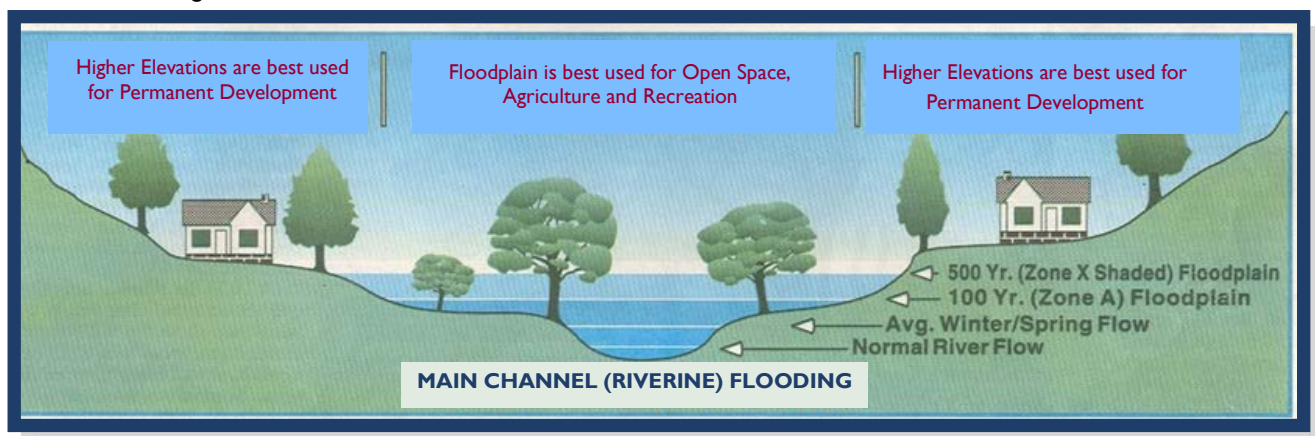 Higher Elevations are best used
for Permanent Development
Floodplain is best used for Open Space,
Agriculture and Recreation
Higher Elevations are best used for
Permanent Development
500 Yr. (Zone X Shaded) Floodplain
100 Yr. (Zone A) Floodplain
Avg. Winter/Spring Flow
Normal River Flow
MAIN CHANNEL (RIVERINE) FLOODING